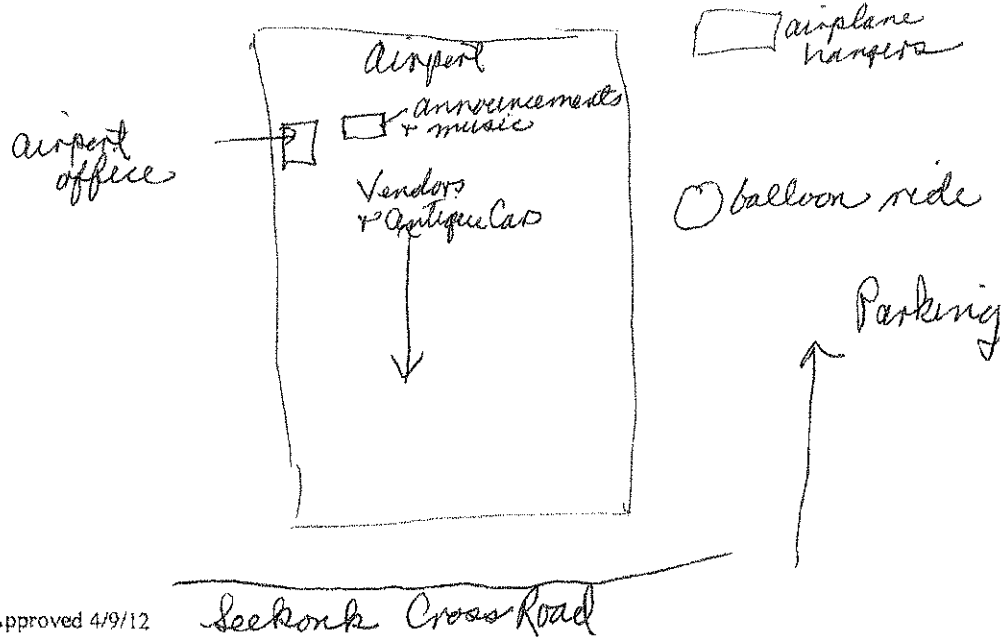 Airport
airplane
hangers
announcements
+ music
airport
office
Vendors
+ Antique Cars
balloon ride
Parking
Approved 4/9/12
Seekonk Cross Road